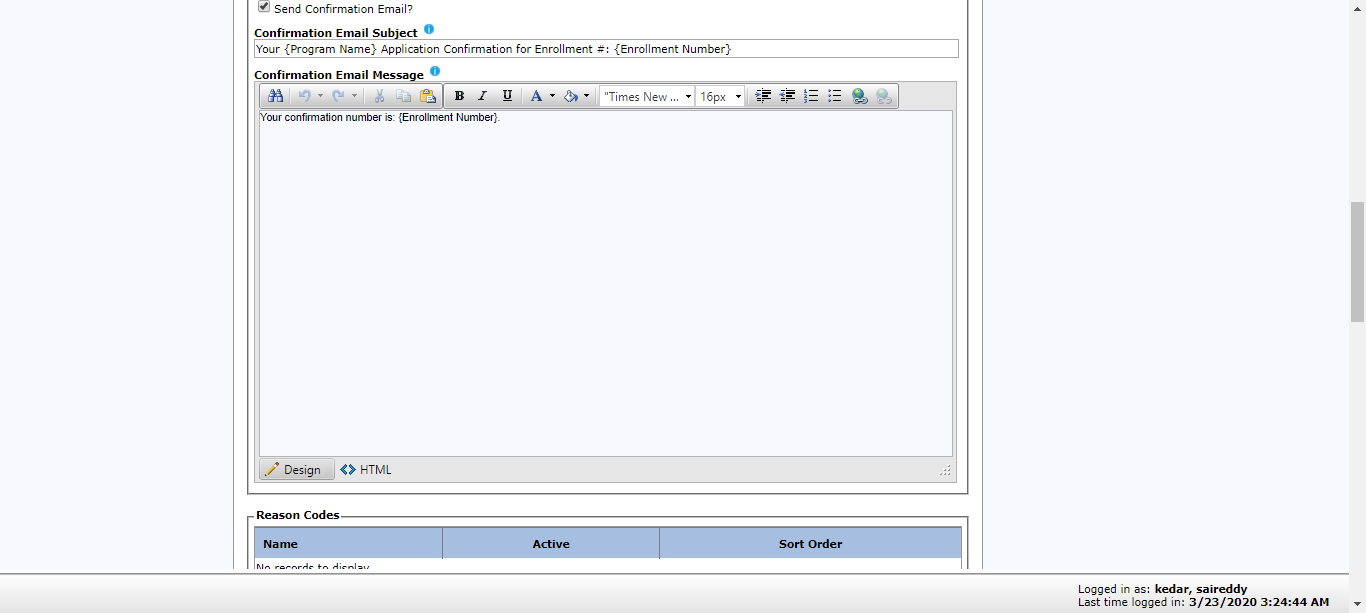 Send Confirmation Email?
Confirmation Email Subject
Your {Program Name} Application Confirmation for Enrollment #: {Enrollment Number}
Confirmation Email Message
B I U A "Times New ... 16px
Your confirmation number is: {Enrollment Number}.
Design HTML
Reason Codes
Name Active Sort Order
No records to display.
Logged in as: kedar, saireddy
Last time logged in: 3/23/2020 3:24:44 AM